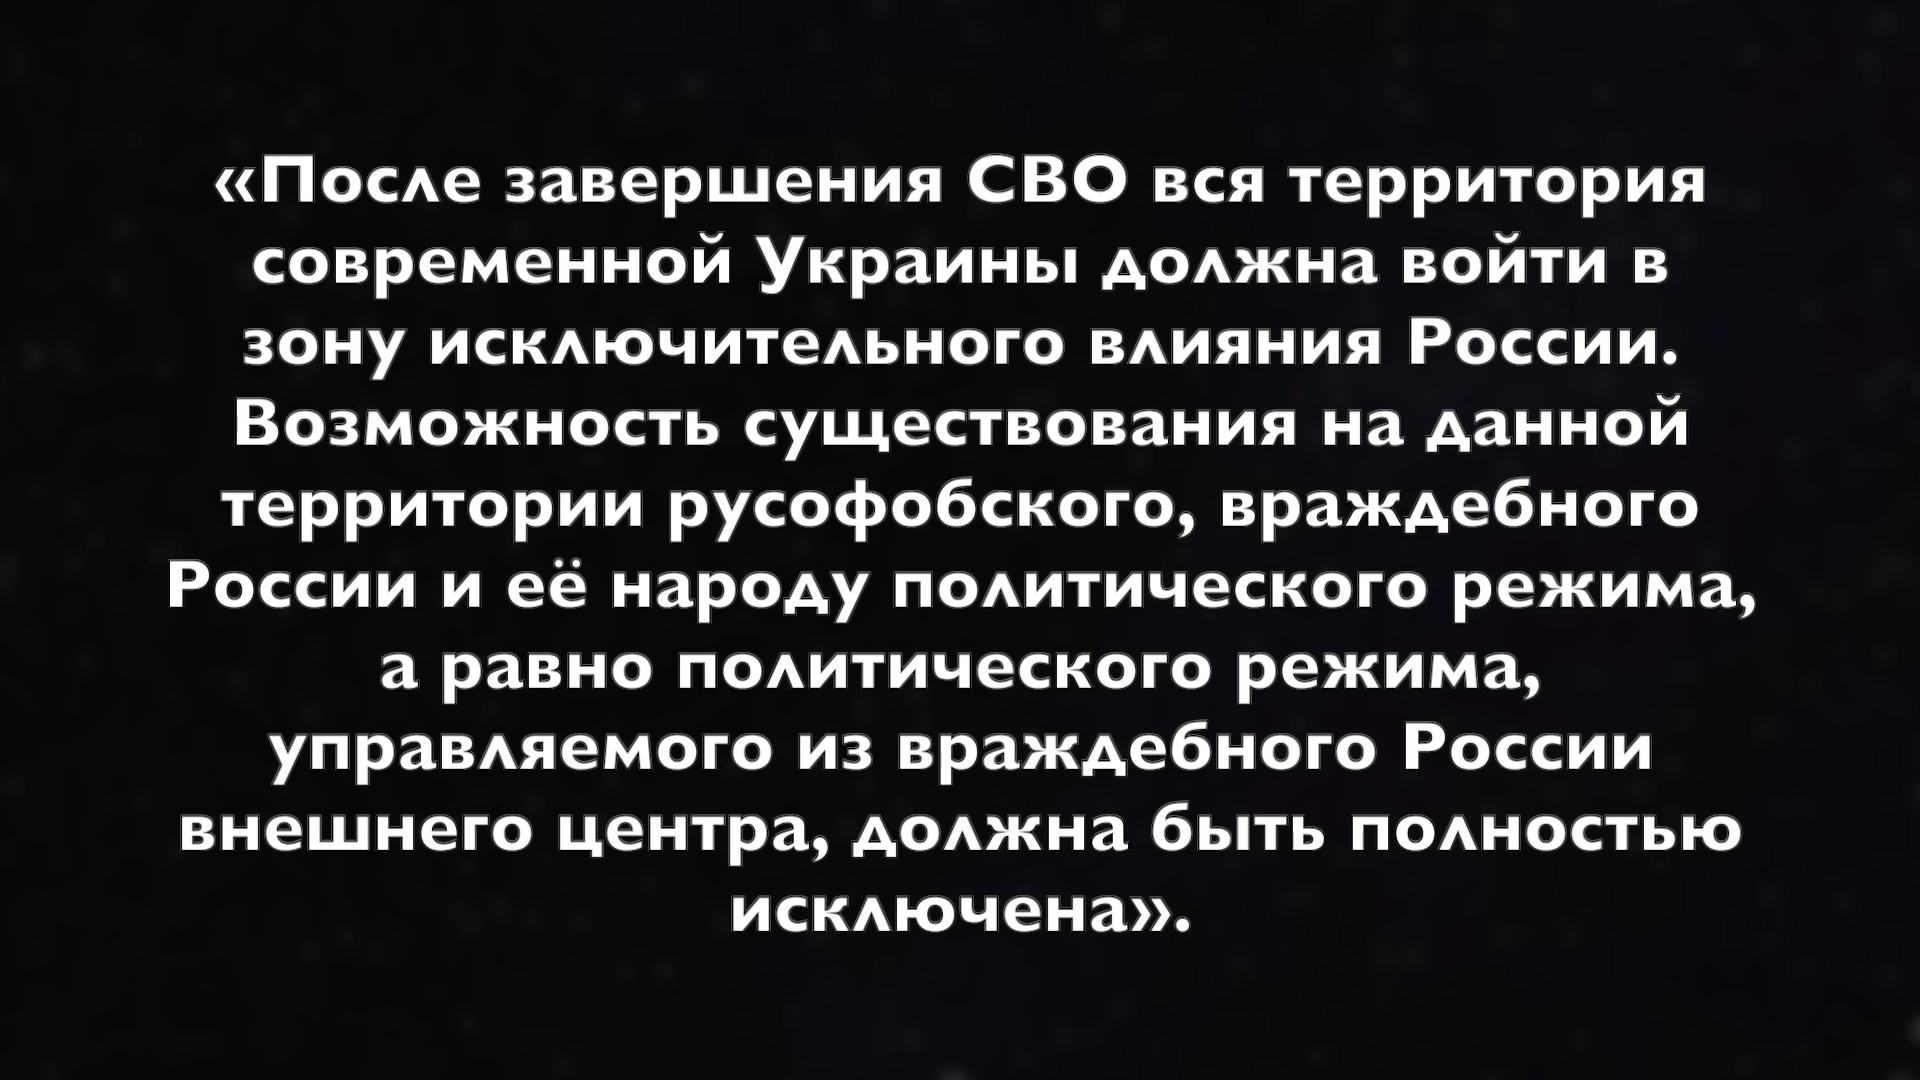 «После завершения СВО вся территория
современной Украины должна войти в
зону исключительного влияния России.
Возможность существования на данной
территории русофобского, враждебного
России и её народу политического режима,
а равно политического режима,
управляемого из враждебного России
внешнего центра, должна быть полностью
исключена».